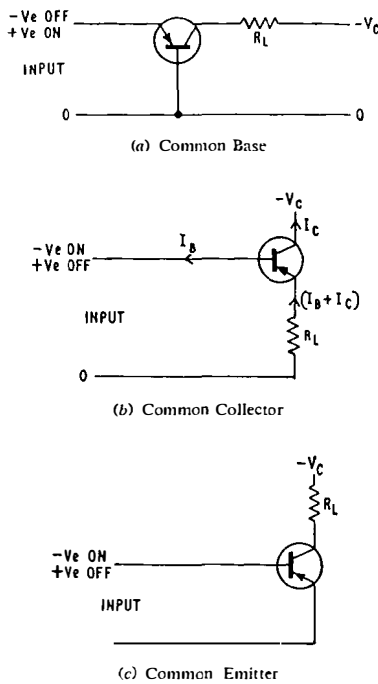 -Ve OFF
+Ve ON
INPUT
R_L
-V_C
0
0
(a) Common Base
-V_C
I_C
-Ve ON
+Ve OFF
I_B
(I_B + I_C)
INPUT
R_L
0
(b) Common Collector
-V_C
R_L
-Ve ON
+Ve OFF
INPUT
(c) Common Emitter